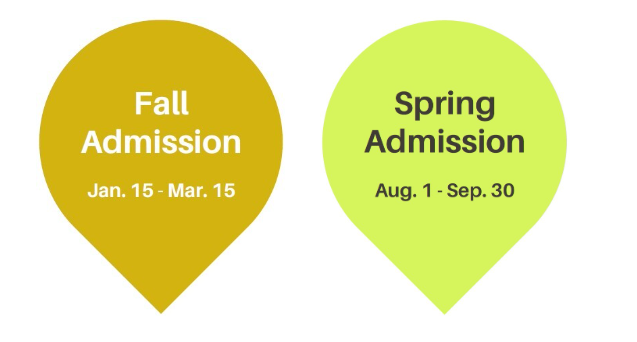 Fall
Admission
Jan. 15 - Mar. 15
Spring
Admission
Aug. 1 - Sep. 30